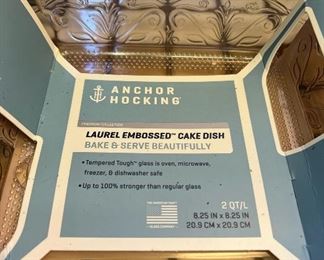 ANCHOR
HOCKING
PREMIUM COLLECTION
LAUREL EMBOSSED™ CAKE DISH
BAKE & SERVE BEAUTIFULLY
• Tempered Tough™ glass is oven, microwave,
freezer, & dishwasher safe
• Up to 100% stronger than regular glass
2 QT/L
8.25 IN x 8.25 IN
20.9 CM x 20.9 CM